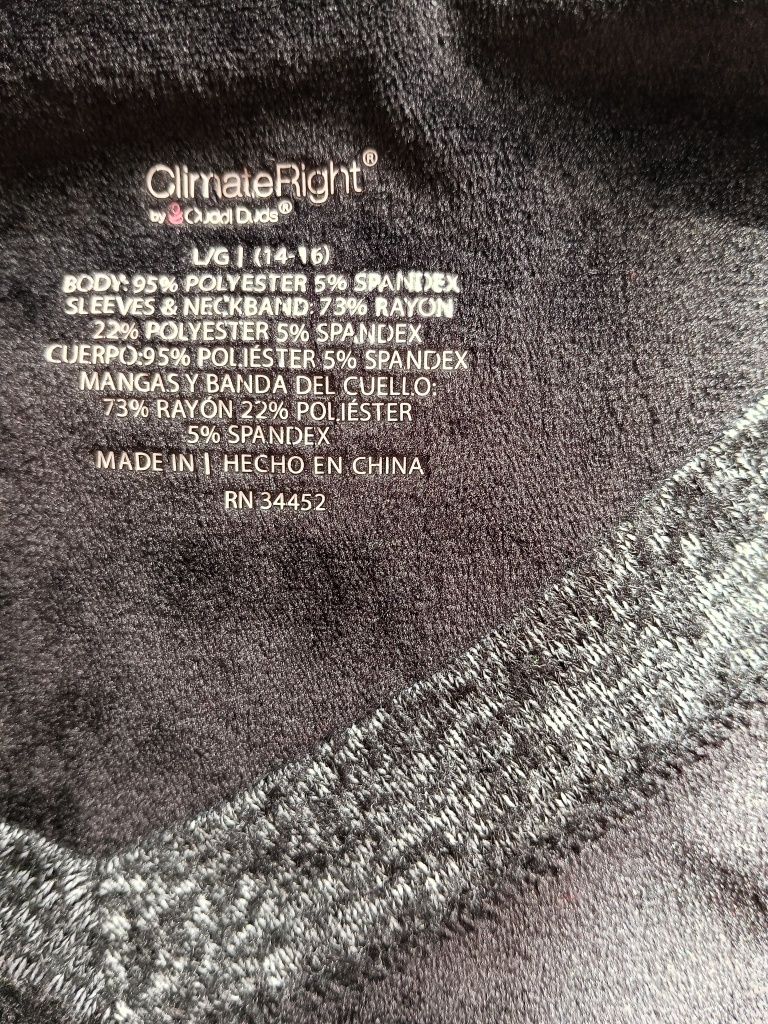 ClimateRight®
by Cuddl Duds®
L/G | (14-16)
BODY: 95% POLYESTER 5% SPANDEX
SLEEVES & NECKBAND: 73% RAYON
22% POLYESTER 5% SPANDEX
CUERPO:95% POLIÉSTER 5% SPANDEX
MANGAS Y BANDA DEL CUELLO:
73% RAYÓN 22% POLIÉSTER
5% SPANDEX
MADE IN | HECHO EN CHINA
RN 34452